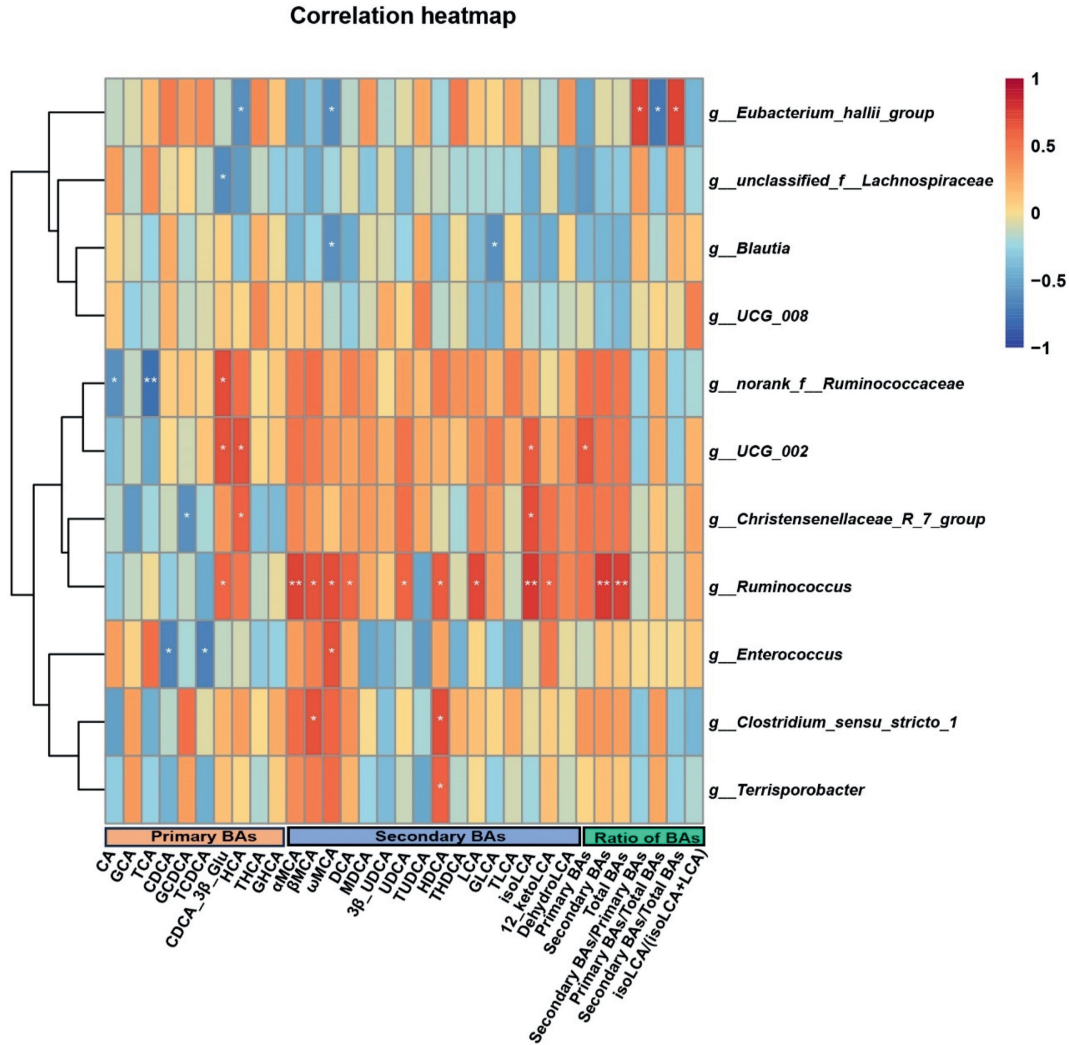 Correlation heatmap
1
0.5
0
−0.5
−1
*
*
*
*
*
g__Eubacterium_hallii_group
*
g__unclassified_f__Lachnospiraceae
*
*
g__Blautia
g__UCG_008
*
**
*
g__norank_f__Ruminococcaceae
*
*
*
*
g__UCG_002
*
*
*
g__Christensenellaceae_R_7_group
*
**
*
*
*
*
*
*
**
*
**
**
g__Ruminococcus
*
*
*
g__Enterococcus
*
*
g__Clostridium_sensu_stricto_1
*
g__Terrisporobacter
Primary BAs
Secondary BAs
Ratio of BAs
CA
GCA
TCA
CDCA
GCDCA
TCDCA
CDCA_3β_Glu
HCA
THCA
GHCA
αMCA
βMCA
ωMCA
DCA
MDCA
3β_UDCA
UDCA
TUDCA
HDCA
THDCA
LCA
GLCA
TLCA
isoLCA
12_ketoLCA
DehydroLCA
Primary BAs
Secondary BAs
Total BAs
Secondary BAs/Primary BAs
Primary BAs/Total BAs
Secondary BAs/Total BAs
isoLCA/(isoLCA+LCA)